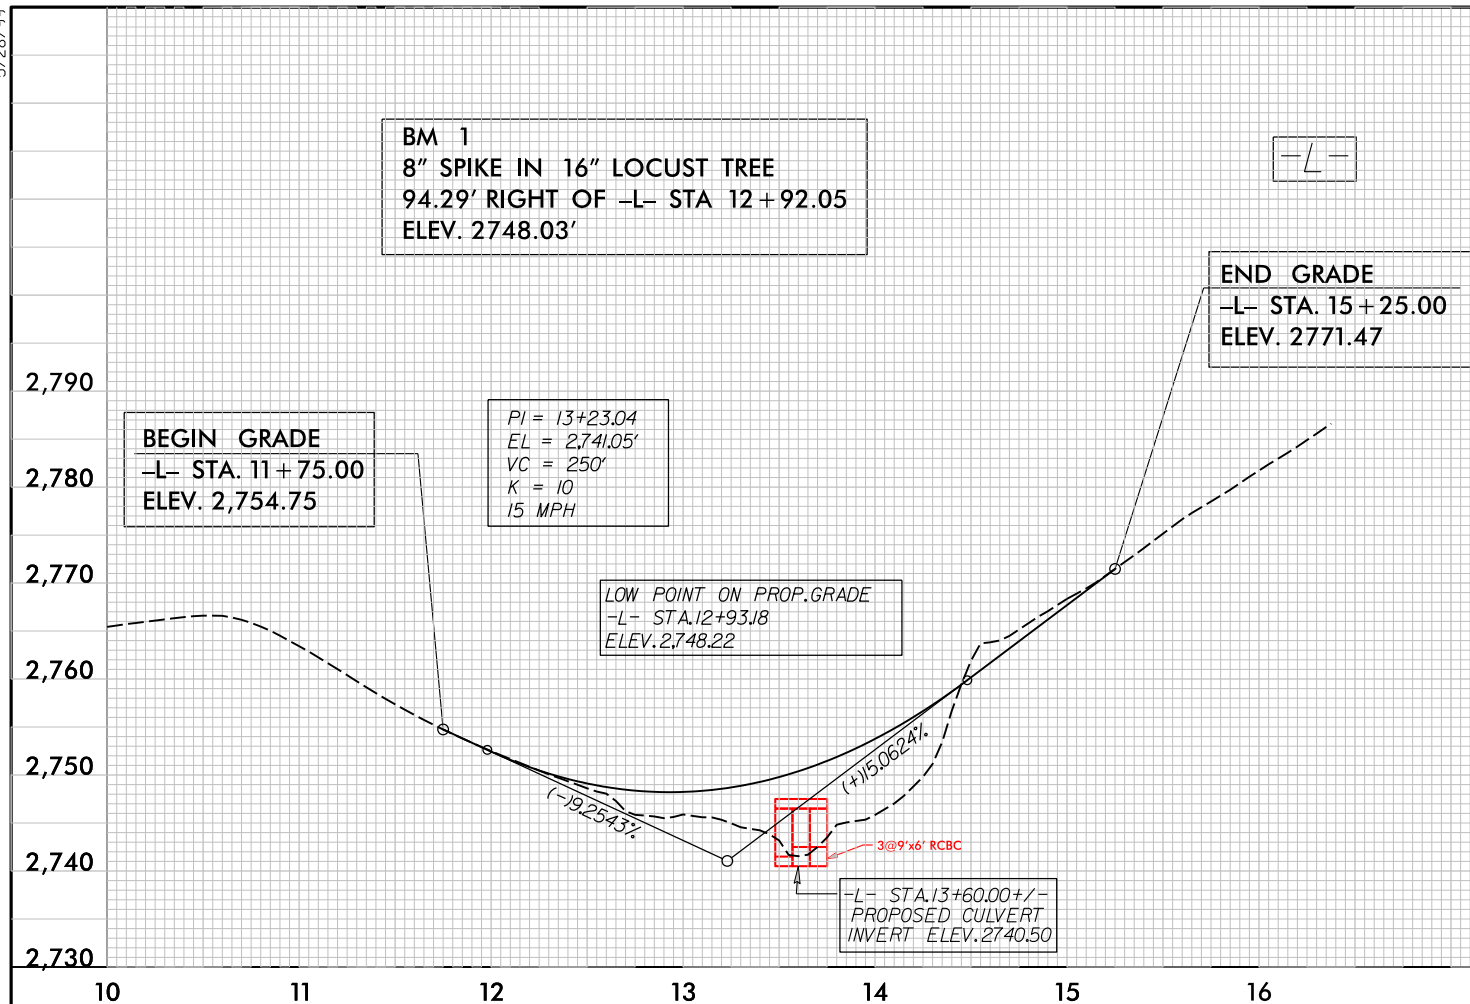 BM 1
8" SPIKE IN 16" LOCUST TREE
94.29' RIGHT OF -L- STA 12+92.05
ELEV. 2748.03'
-L-
END GRADE
-L- STA. 15+25.00
ELEV. 2771.47
BEGIN GRADE
-L- STA. 11+75.00
ELEV. 2,754.75
PI = 13+23.04
EL = 2,741.05'
VC = 250'
K = 10
15 MPH
LOW POINT ON PROP.GRADE
-L- STA.12+93.18
ELEV.2,748.22
(-)9.2543%
(+)15.0624%
3@9'x6' RCBC
-L- STA.13+60.00+/-
PROPOSED CULVERT
INVERT ELEV.2740.50
2,790
2,780
2,770
2,760
2,750
2,740
2,730
10 11 12 13 14 15 16